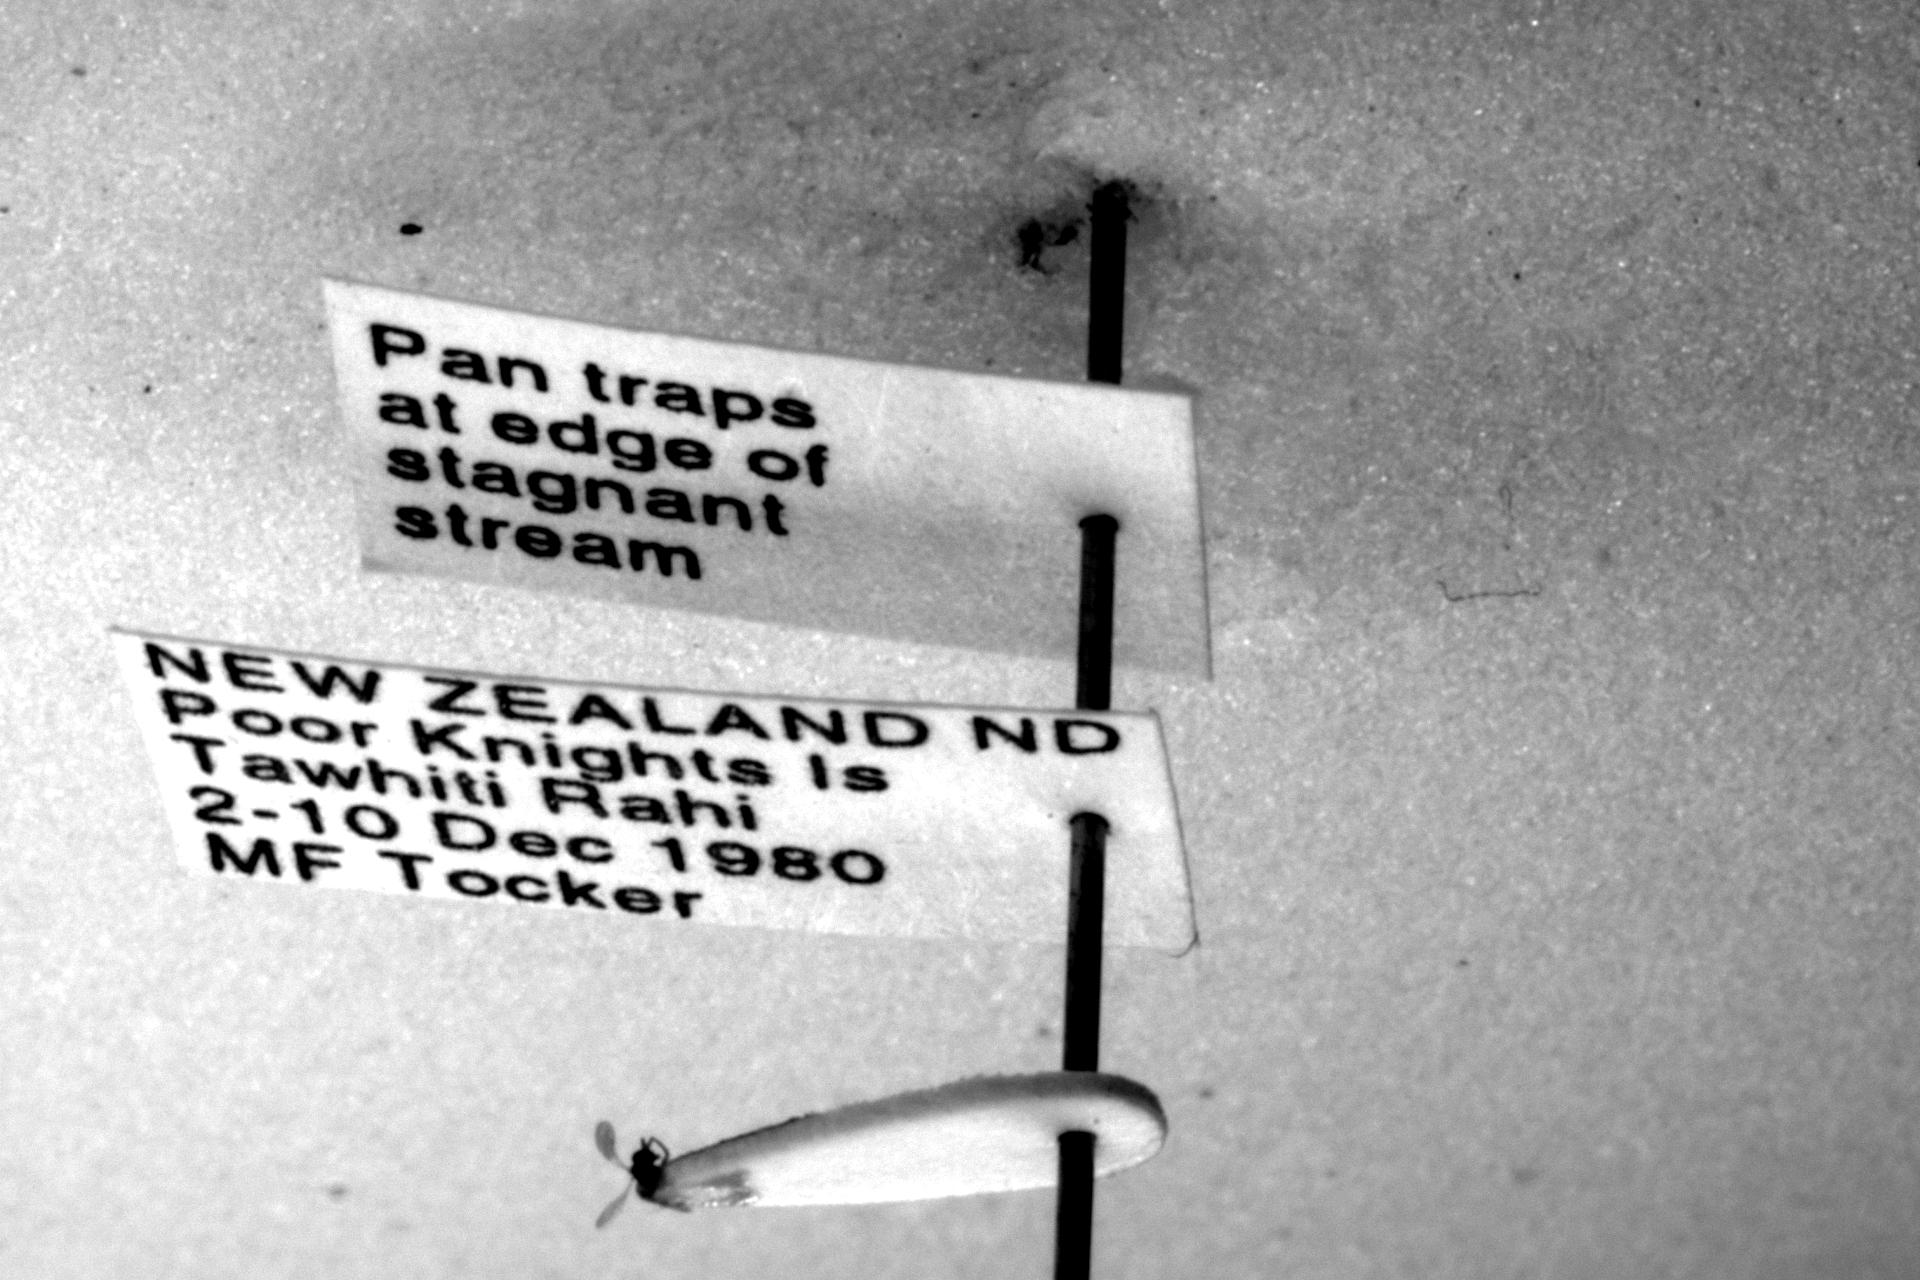 Pan traps
at edge of
stagnant
stream
NEW ZEALAND ND
Poor Knights Is
Tawhiti Rahi
2-10 Dec 1980
MF Tocker